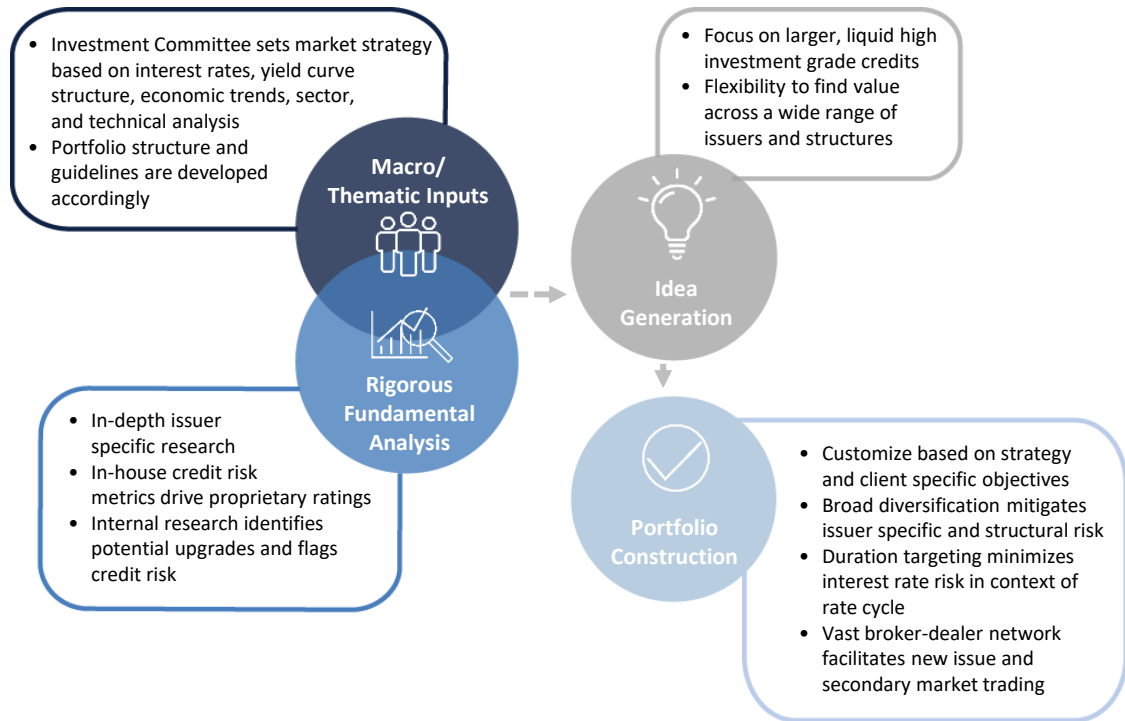 • Investment Committee sets market strategy
based on interest rates, yield curve
structure, economic trends, sector,
and technical analysis
• Portfolio structure and
guidelines are developed
accordingly
Macro/
Thematic Inputs
• Focus on larger, liquid high
investment grade credits
• Flexibility to find value
across a wide range of
issuers and structures
Idea
Generation
Rigorous
Fundamental
Analysis
• In-depth issuer
specific research
• In-house credit risk
metrics drive proprietary ratings
• Internal research identifies
potential upgrades and flags
credit risk
Portfolio
Construction
• Customize based on strategy
and client specific objectives
• Broad diversification mitigates
issuer specific and structural risk
• Duration targeting minimizes
interest rate risk in context of
rate cycle
• Vast broker-dealer network
facilitates new issue and
secondary market trading